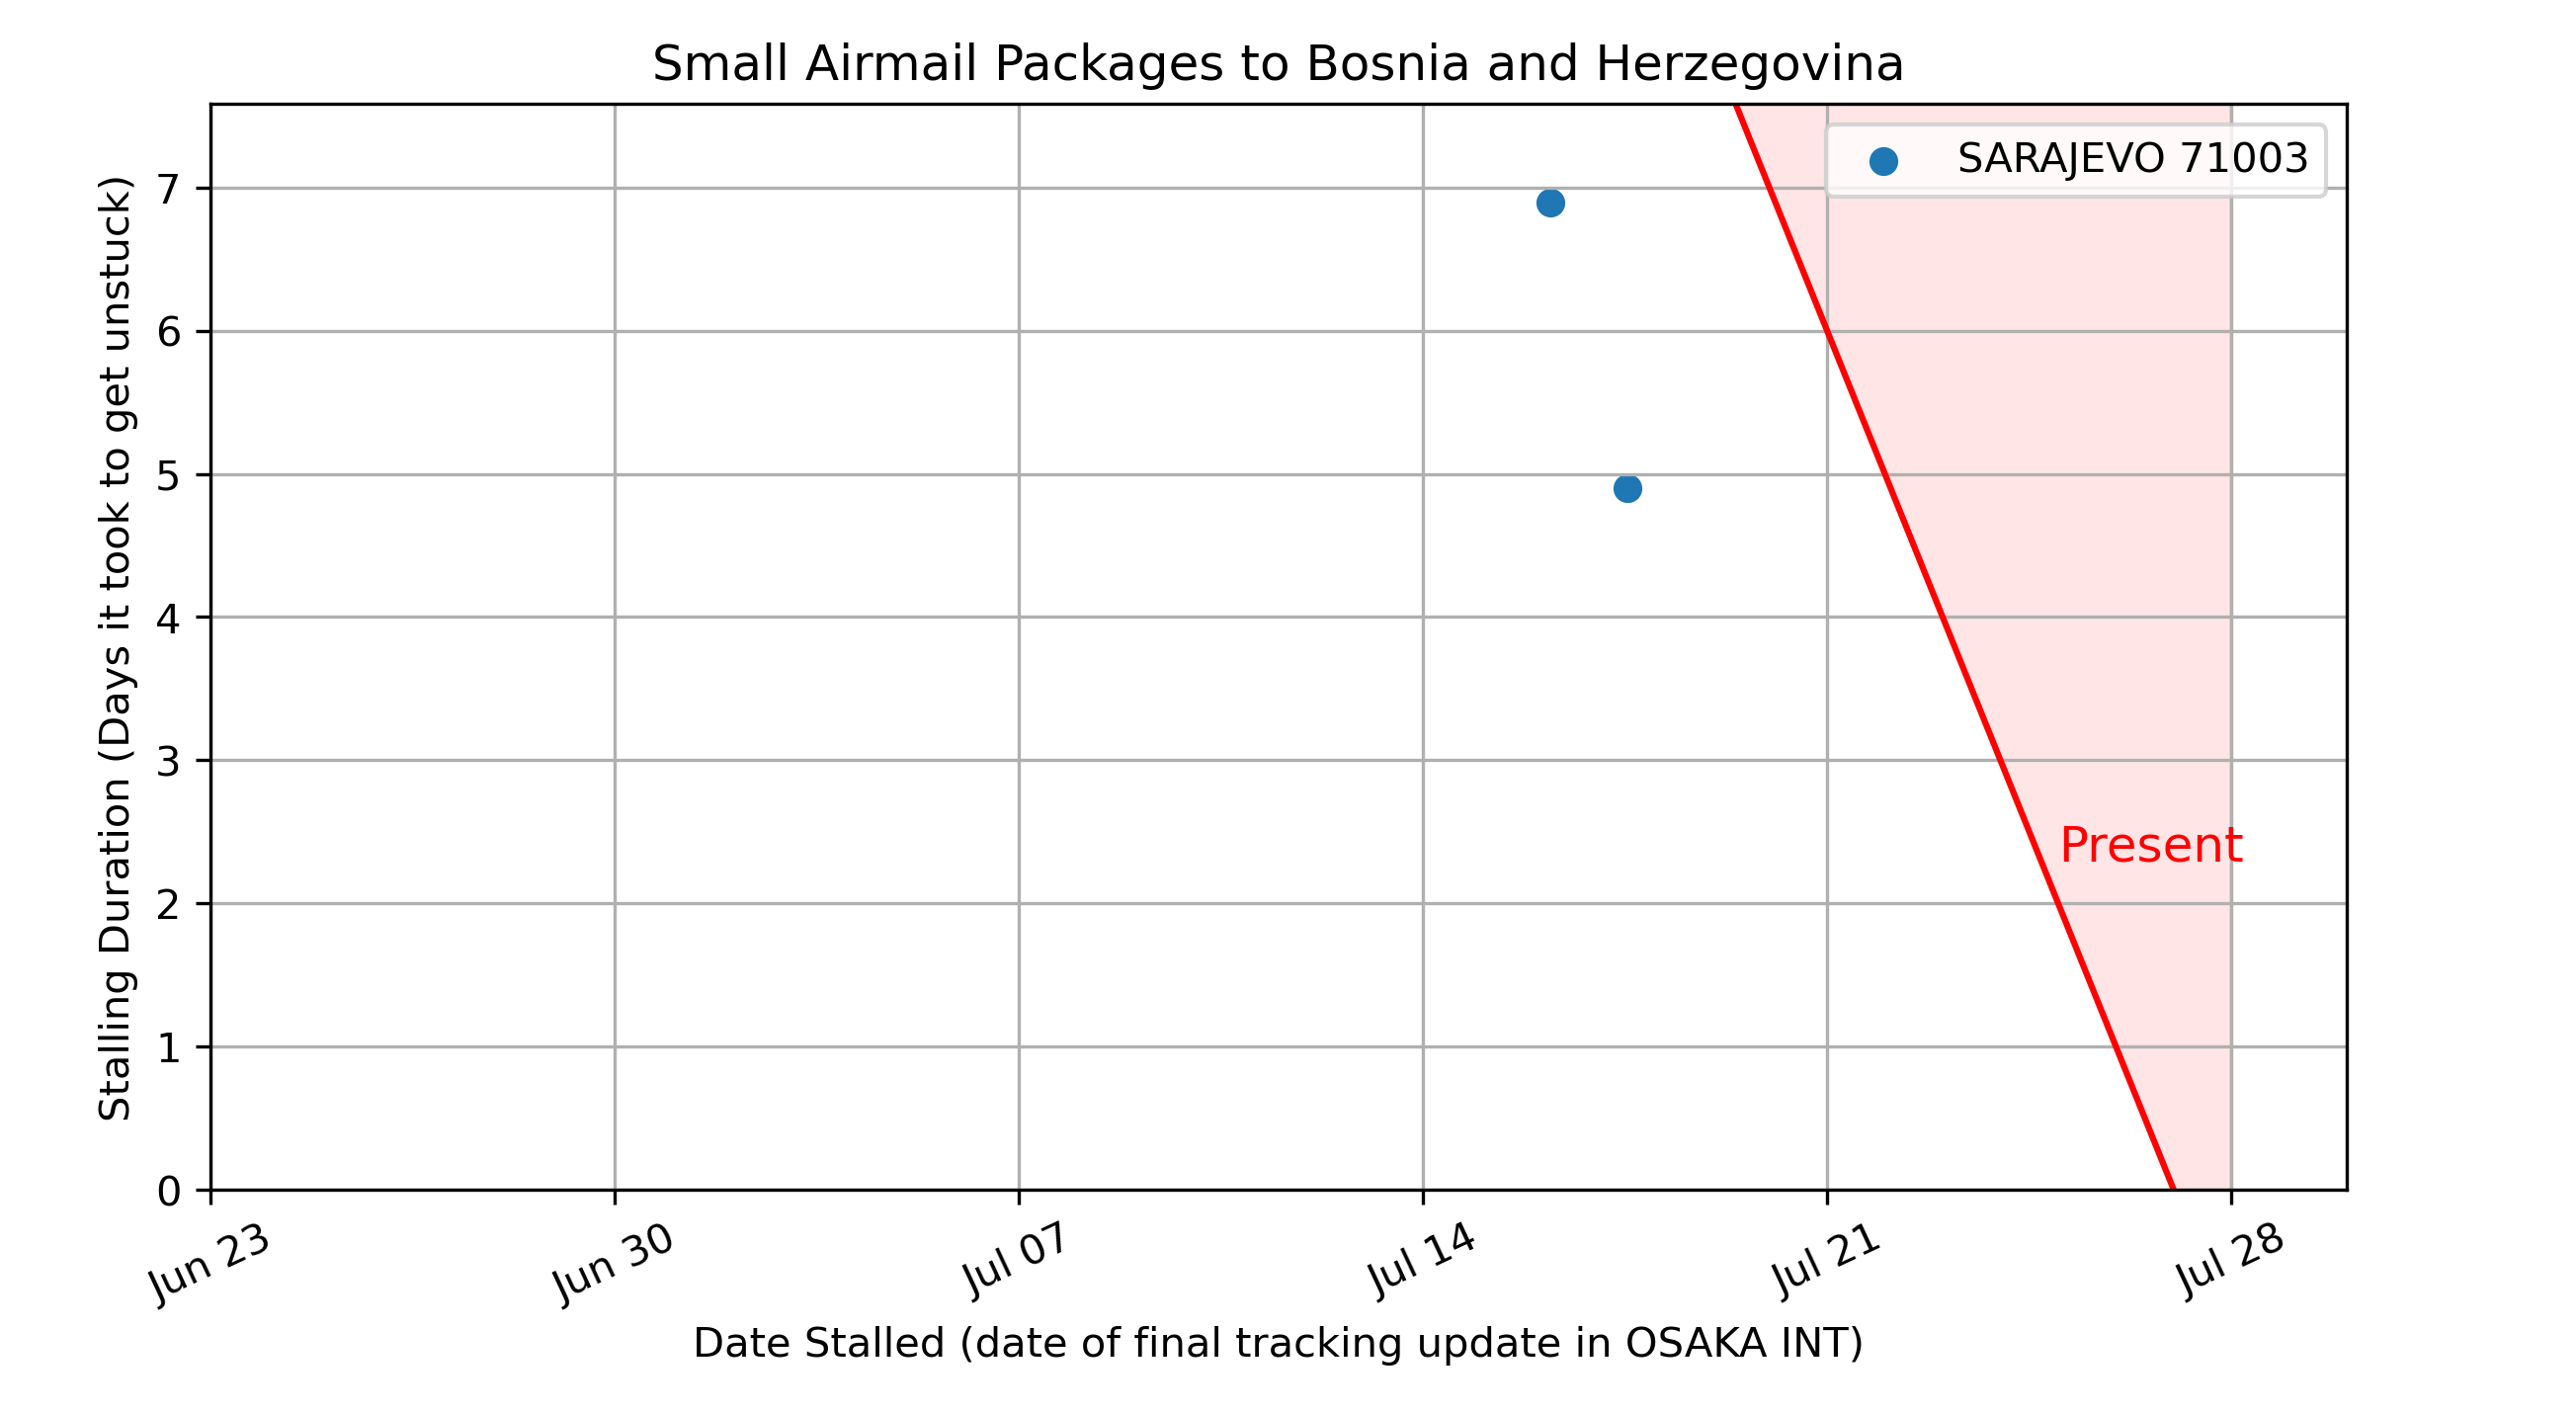 Small Airmail Packages to Bosnia and Herzegovina
SARAJEVO 71003
Stalling Duration (Days it took to get unstuck)
7
6
5
4
3
2
1
0
Present
Jun 23
Jun 30
Jul 07
Jul 14
Jul 21
Jul 28
Date Stalled (date of final tracking update in OSAKA INT)